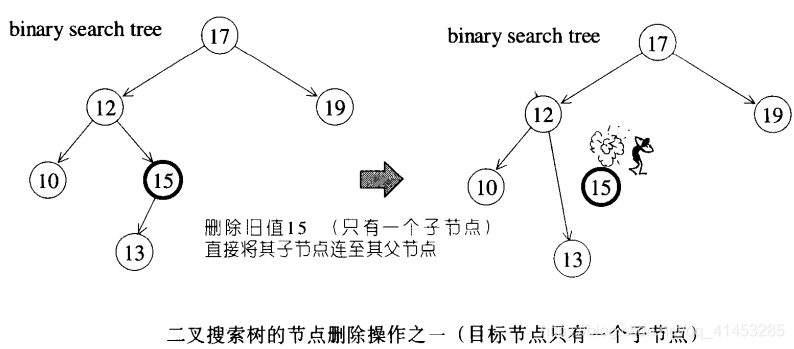 binary search tree
17
12
19
10
15
13
删除旧值15 （只有一个子节点）
直接将其子节点连至其父节点
binary search tree
17
12
19
10
15
13
二叉搜索树的节点删除操作之一（目标节点只有一个子节点）